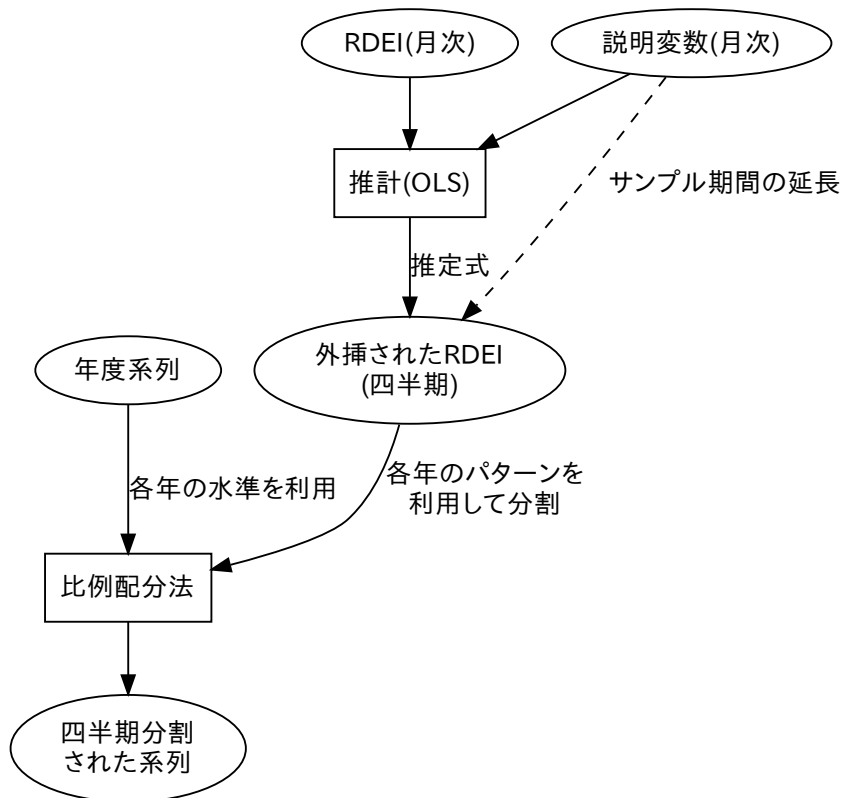 RDEI(月次)
説明変数(月次)
推計(OLS)
サンプル期間の延長
推定式
年度系列
外挿されたRDEI
(四半期)
各年の水準を利用
各年のパターンを
利用して分割
比例配分法
四半期分割
された系列